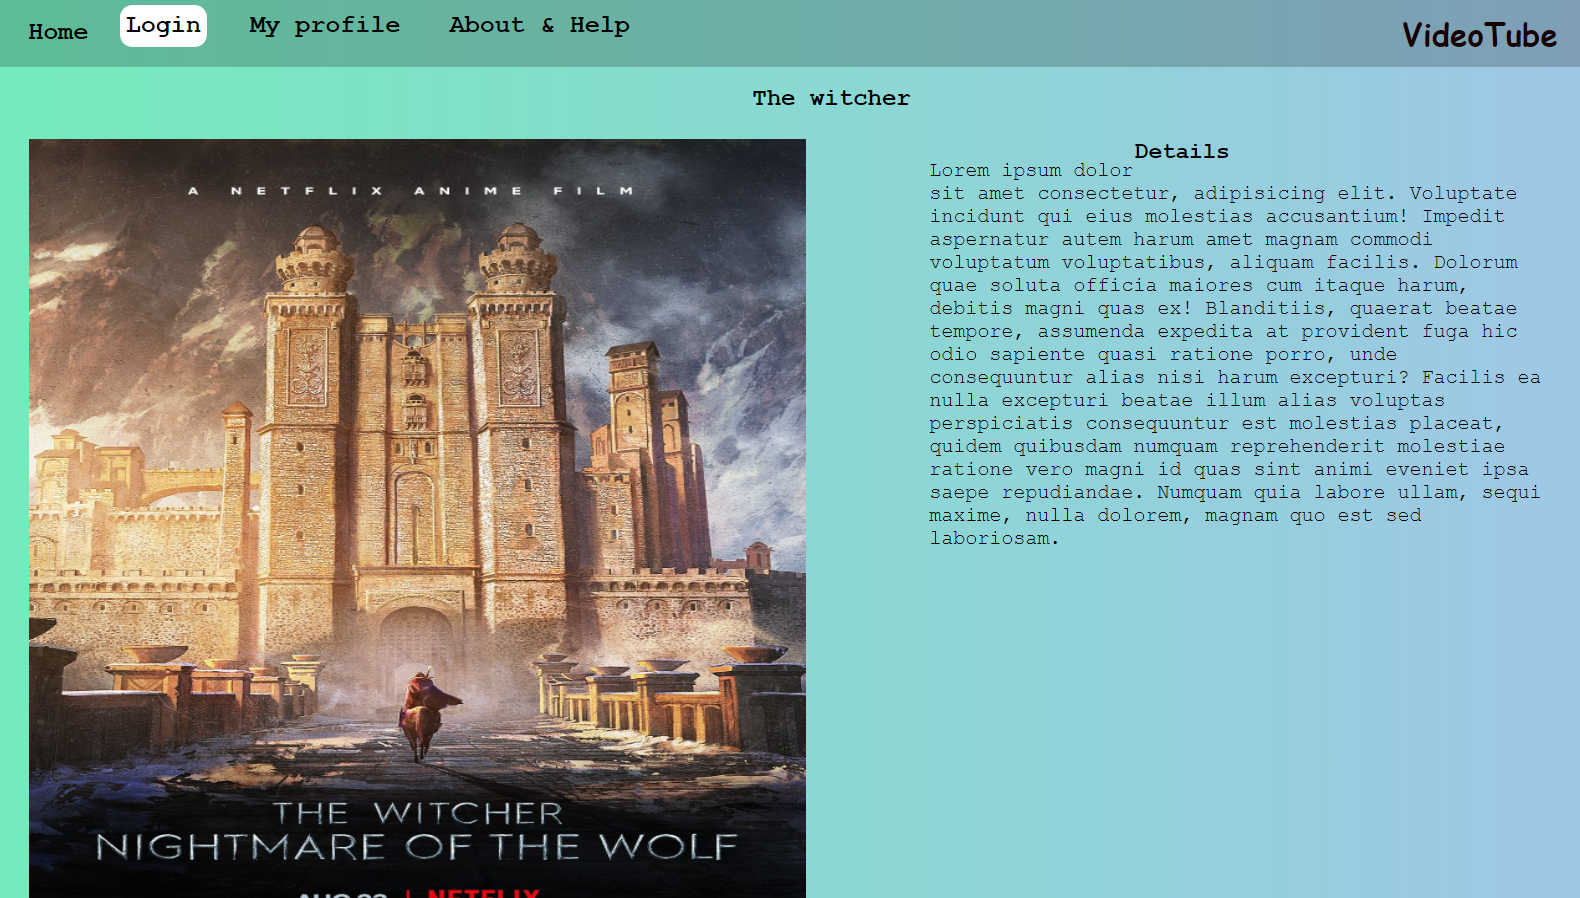 Home Login My profile About & Help VideoTube
The witcher
A NETFLIX ANIME FILM
THE WITCHER
NIGHTMARE OF THE WOLF
AUG 23 | NETFLIX
Details
Lorem ipsum dolor
sit amet consectetur, adipisicing elit. Voluptate
incidunt qui eius molestias accusantium! Impedit
aspernatur autem harum amet magnam commodi
voluptatum voluptatibus, aliquam facilis. Dolorum
quae soluta officia maiores cum itaque harum,
debitis magni quas ex! Blanditiis, quaerat beatae
tempore, assumenda expedita at provident fuga hic
odio sapiente quasi ratione porro, unde
consequuntur alias nisi harum excepturi? Facilis ea
nulla excepturi beatae illum alias voluptas
perspiciatis consequuntur est molestias placeat,
quidem quibusdam numquam reprehenderit molestiae
ratione vero magni id quas sint animi eveniet ipsa
saepe repudiandae. Numquam quia labore ullam, sequi
maxime, nulla dolorem, magnam quo est sed
laboriosam.